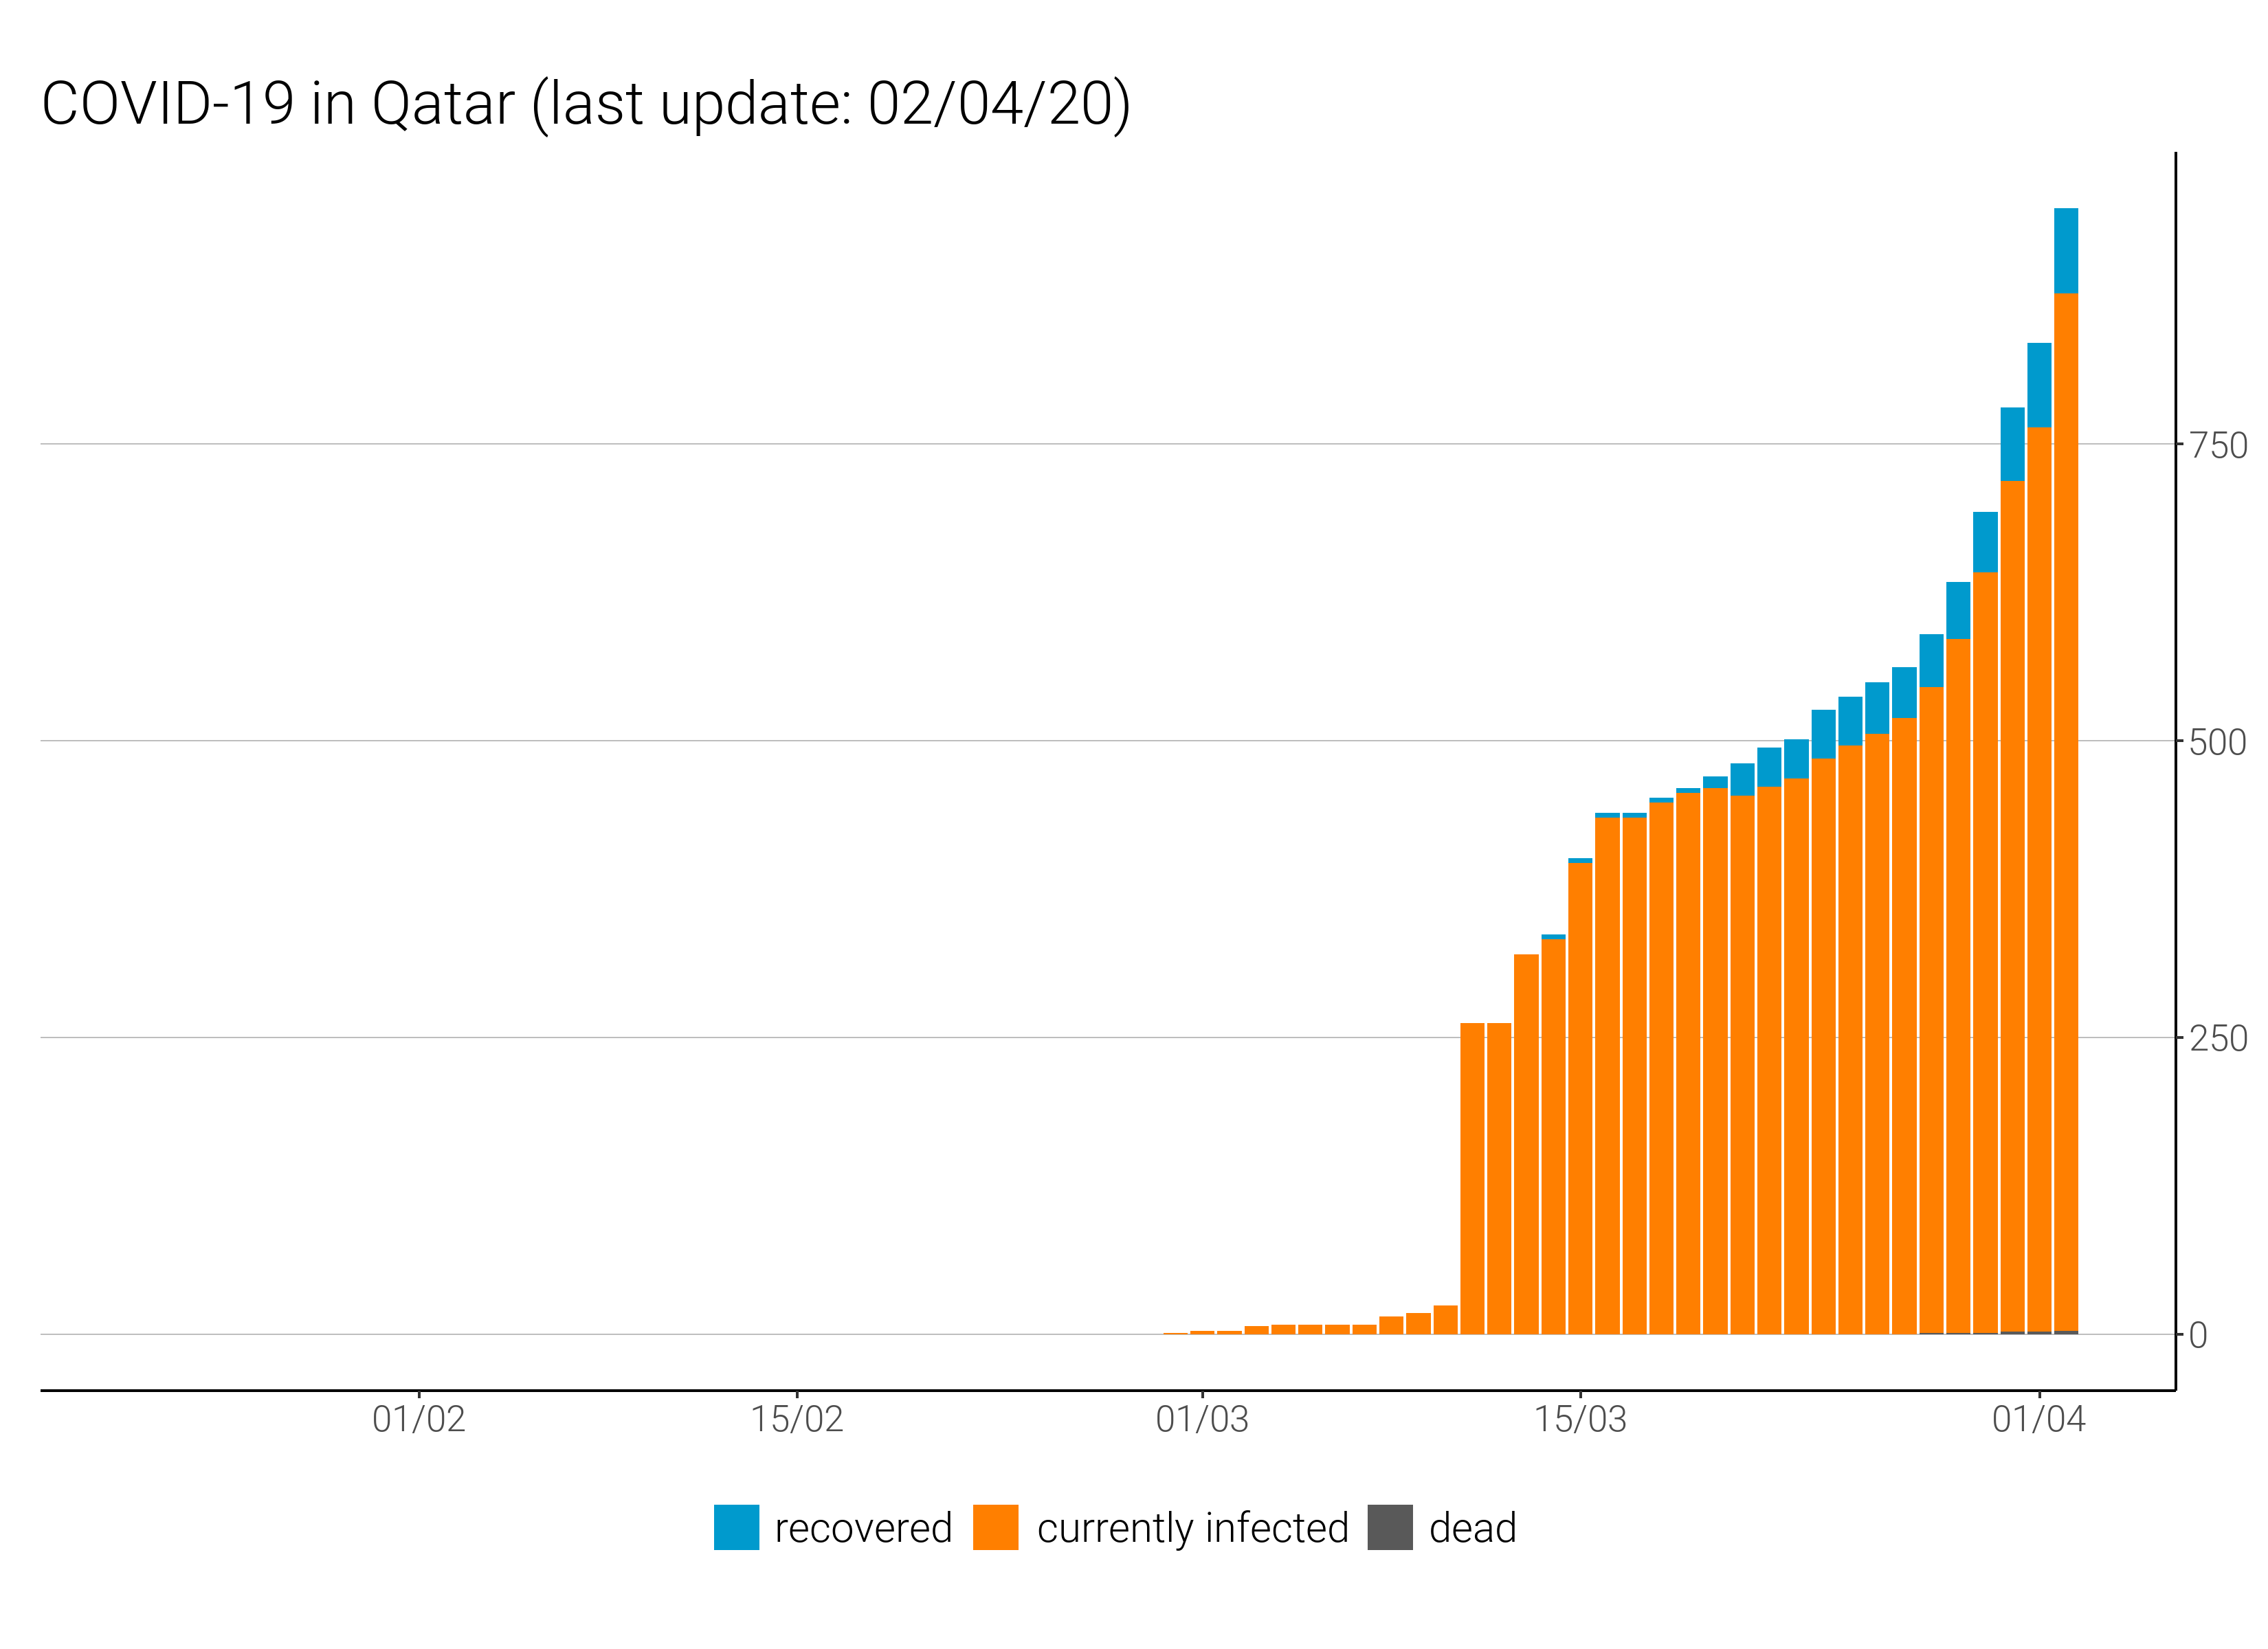 COVID-19 in Qatar (last update: 02/04/20)
750
500
250
0
01/02 15/02 01/03 15/03 01/04
recovered currently infected dead